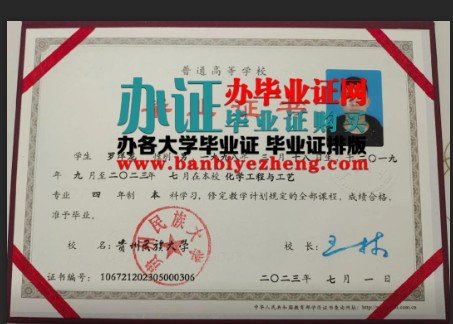 普通高等学校
办证 办毕业证网
毕业证购买
办各大学毕业证 毕业证排版
www.banbiyezheng.com
学生 性别 二〇一九
年 九 月至二〇二三年 七 月在本校 化学工程与工艺
专业 四 年制 本 科学习，修完教学计划规定的全部课程，成绩合格，
准予毕业。
校 名：贵州民族大学 校 长：
证书编号：106721202305000306 二〇二三年 七 月 一 日